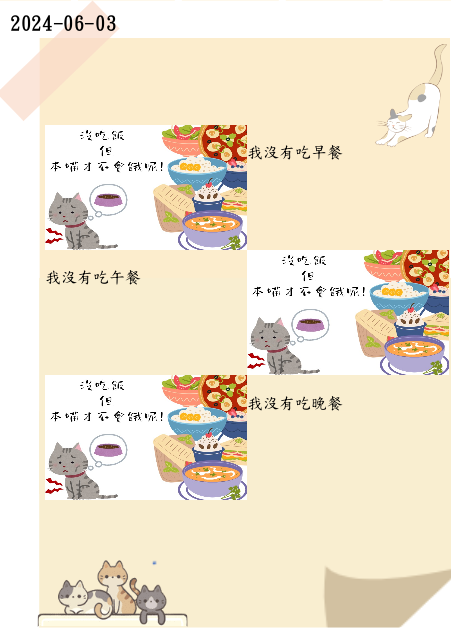 2024-06-03
沒吃飯
但
本喵才不會餓呢!
我沒有吃早餐
我沒有吃午餐
沒吃飯
但
本喵才不會餓呢!
沒吃飯
但
本喵才不會餓呢!
我沒有吃晚餐